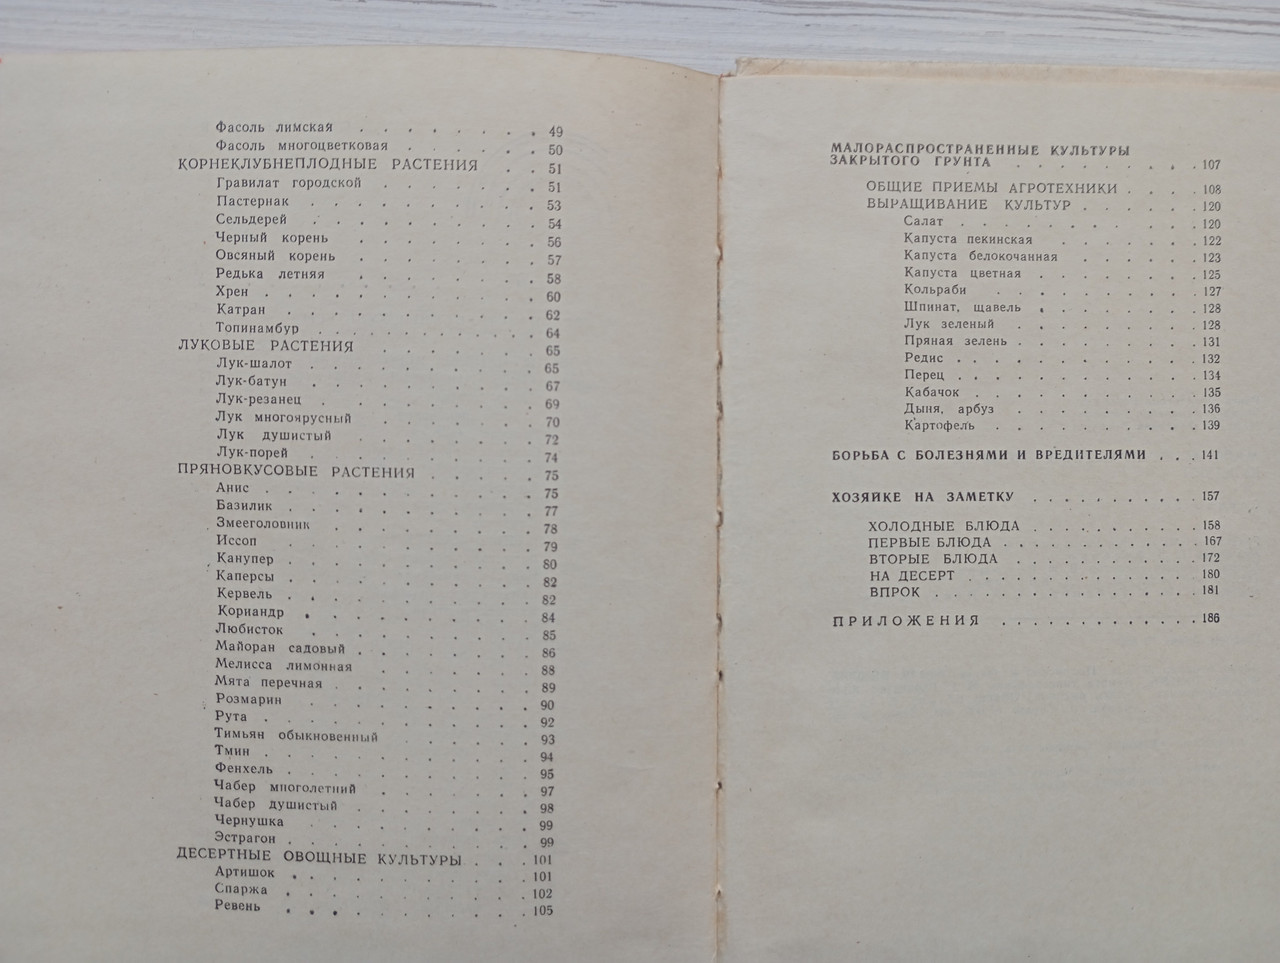 Фасоль лимская . . . . . . . . 49
Фасоль многоцветковая . . . . . . 50
КОРНЕКЛУБНЕПЛОДНЫЕ РАСТЕНИЯ . . 51
Гравилат городской . . . . . . . 51
Пастернак . . . . . . . . . . 53
Сельдерей . . . . . . . . . . 54
Черный корень . . . . . . . . 56
Овсяный корень . . . . . . . . 57
Редька летняя . . . . . . . . 58
Хрен . . . . . . . . . . . . 60
Катран . . . . . . . . . . . 62
Топинамбур . . . . . . . . . . 64
ЛУКОВЫЕ РАСТЕНИЯ . . . . . . . 65
Лук-шалот . . . . . . . . . . 65
Лук-батун . . . . . . . . . . 67
Лук-резанец . . . . . . . . . 69
Лук многоярусный . . . . . . . 70
Лук душистый . . . . . . . . 72
Лук-порей . . . . . . . . . . 74
ПРЯНОВКУСОВЫЕ РАСТЕНИЯ . . . . . 75
Анис . . . . . . . . . . . . 75
Базилик . . . . . . . . . . . 77
Змееголовник . . . . . . . . . 78
Иссоп . . . . . . . . . . . 79
Канупер . . . . . . . . . . . 80
Каперсы . . . . . . . . . . . 82
Кервель . . . . . . . . . . . 82
Кориандр . . . . . . . . . . 84
Любисток . . . . . . . . . . 85
Майоран садовый . . . . . . . . 86
Мелисса лимонная . . . . . . . 88
Мята перечная . . . . . . . . . 89
Розмарин . . . . . . . . . . 90
Рута . . . . . . . . . . . . 92
Тимьян обыкновенный . . . . . . 93
Тмин . . . . . . . . . . . . 94
Фенхель . . . . . . . . . . . 95
Чабер многолетний . . . . . . . 97
Чабер душистый . . . . . . . . 98
Чернушка . . . . . . . . . . 99
Эстрагон . . . . . . . . . . . 99
ДЕСЕРТНЫЕ ОВОЩНЫЕ КУЛЬТУРЫ . . . 101
Артишок . . . . . . . . . . . 101
Спаржа . . . . . . . . . . . 102
Ревень . . . . . . . . . . . 105
МАЛОРАСПРОСТРАНЕННЫЕ КУЛЬТУРЫ
ЗАКРЫТОГО ГРУНТА . . . . . . . . 107
ОБЩИЕ ПРИЕМЫ АГРОТЕХНИКИ . . . . 108
ВЫРАЩИВАНИЕ КУЛЬТУР . . . . . . 120
Салат . . . . . . . . . . . 120
Капуста пекинская . . . . . . . 122
Капуста белокочанная . . . . . . 123
Капуста цветная . . . . . . . . 125
Кольраби . . . . . . . . . . 127
Шпинат, щавель . . . . . . . . 128
Лук зеленый . . . . . . . . . 128
Пряная зелень . . . . . . . . . 131
Редис . . . . . . . . . . . . 132
Перец . . . . . . . . . . . . 134
Кабачок . . . . . . . . . . . 135
Дыня, арбуз . . . . . . . . . 136
Картофель . . . . . . . . . . 139
БОРЬБА С БОЛЕЗНЯМИ И ВРЕДИТЕЛЯМИ . . . 141
ХОЗЯЙКЕ НА ЗАМЕТКУ . . . . . . . . . . . 157
ХОЛОДНЫЕ БЛЮДА . . . . . . . . . . . 158
ПЕРВЫЕ БЛЮДА . . . . . . . . . . . . . 167
ВТОРЫЕ БЛЮДА . . . . . . . . . . . . 172
НА ДЕСЕРТ . . . . . . . . . . . . . 180
ВПРОК . . . . . . . . . . . . . . . 181
ПРИЛОЖЕНИЯ . . . . . . . . . . . . . 186